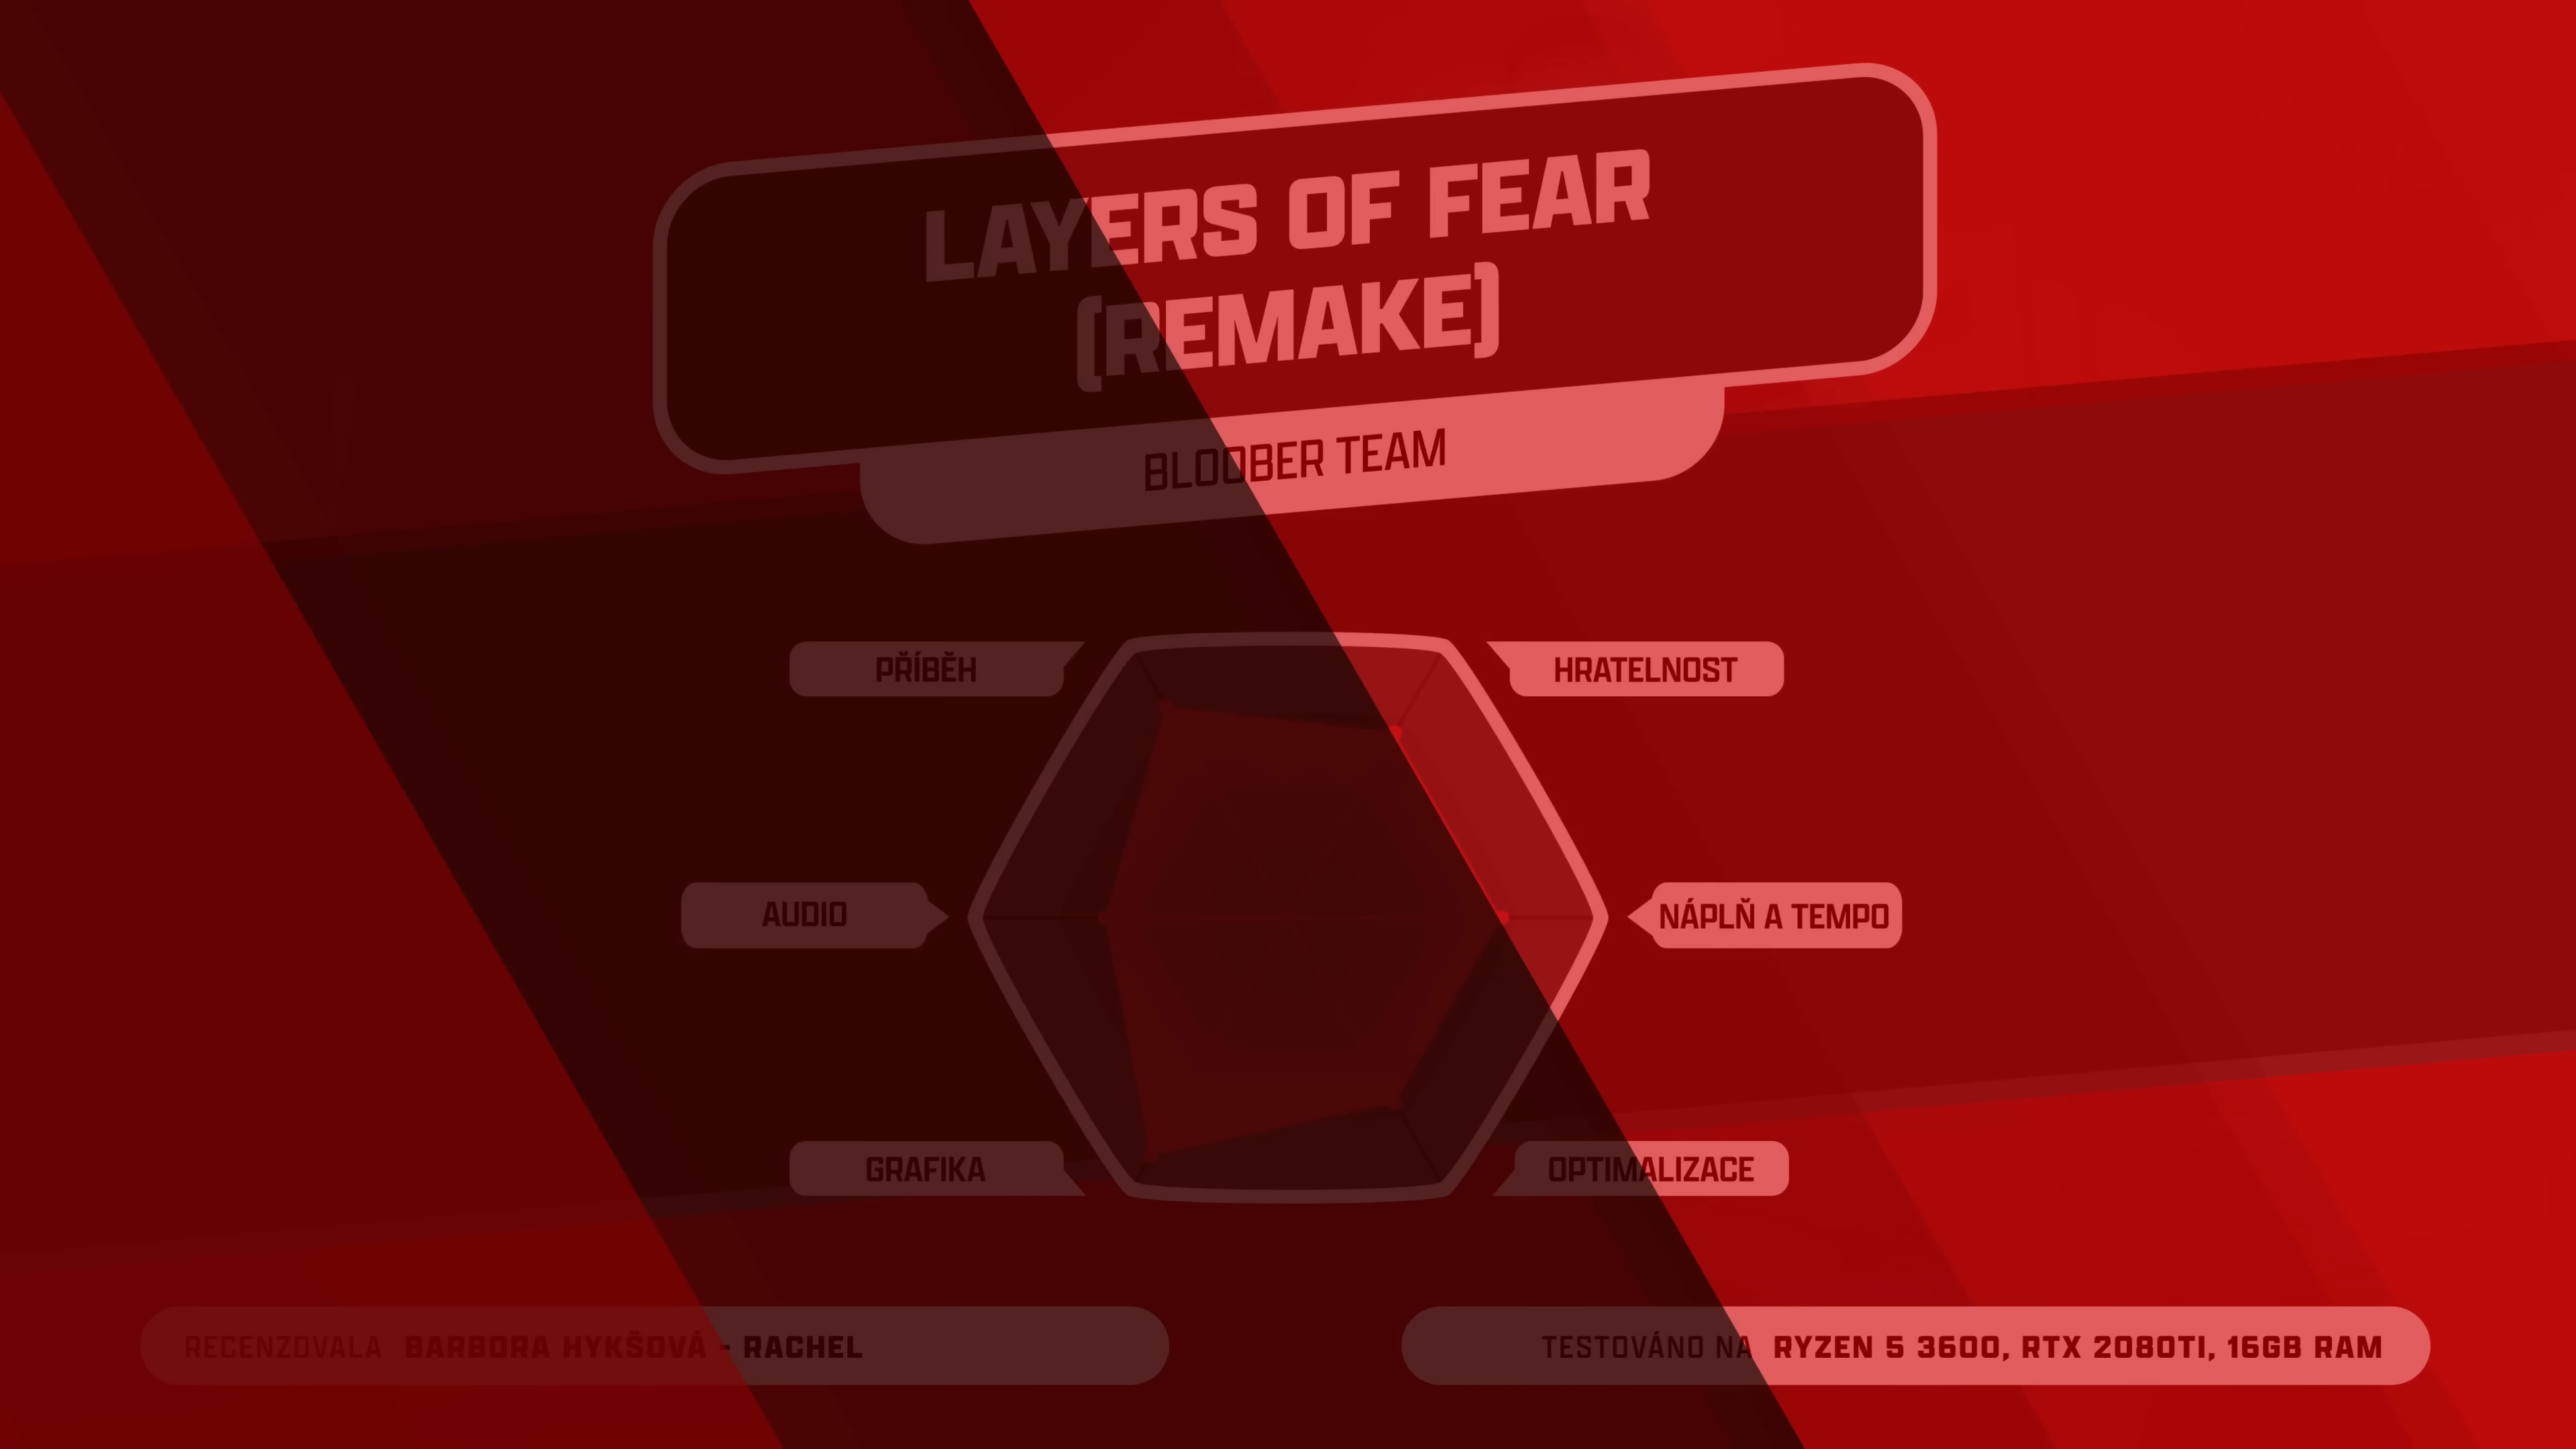 LAYERS OF FEAR
(REMAKE)
BLOOBER TEAM
PŘÍBĚH
HRATELNOST
AUDIO
NÁPLŇ A TEMPO
GRAFIKA
OPTIMALIZACE
RECENZOVALA BARBORA HYKŠOVÁ - RACHEL
TESTOVÁNO NA RYZEN 5 3600, RTX 2080TI, 16GB RAM